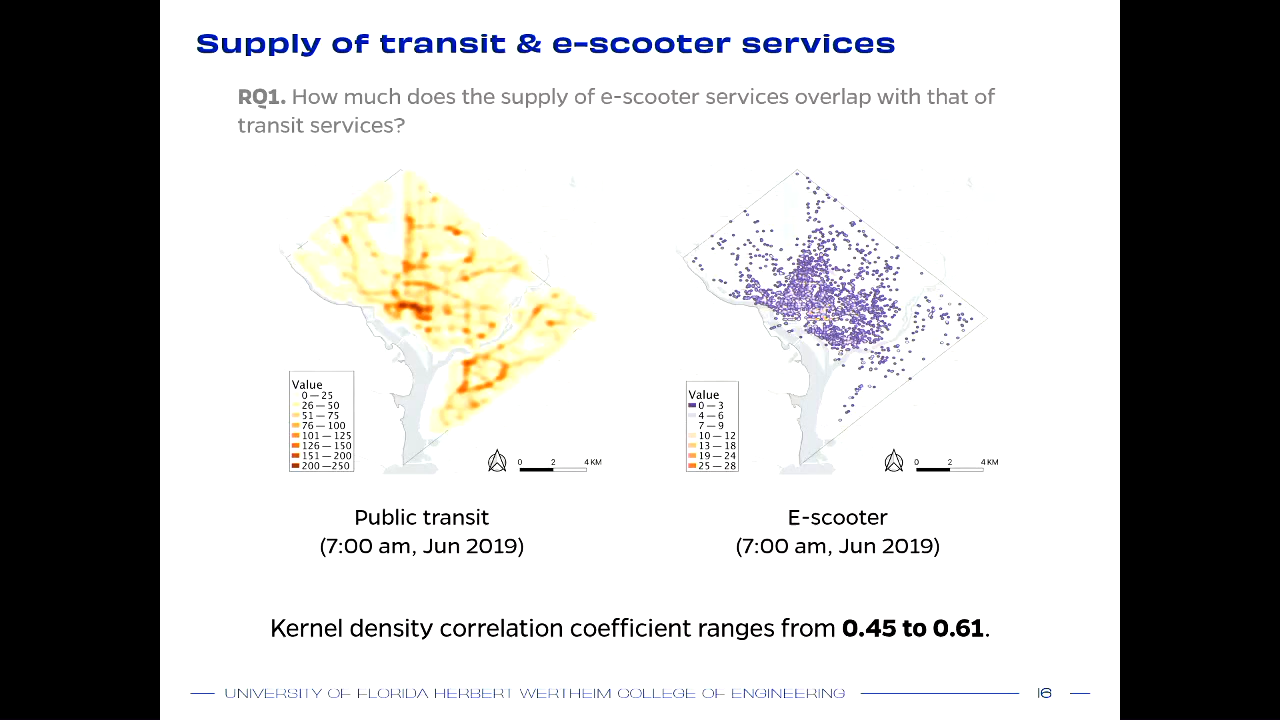 Supply of transit & e-scooter services
RQ1. How much does the supply of e-scooter services overlap with that of
transit services?
Value
0—25
26—50
51—75
76—100
101—125
126—150
151—200
200—250
0 2 4 KM
Value
0—3
4—6
7—9
10—12
13—18
19—24
25—28
0 2 4 KM
Public transit
(7:00 am, Jun 2019)
E-scooter
(7:00 am, Jun 2019)
Kernel density correlation coefficient ranges from 0.45 to 0.61.
UNIVERSITY OF FLORIDA HERBERT WERTHEIM COLLEGE OF ENGINEERING 16